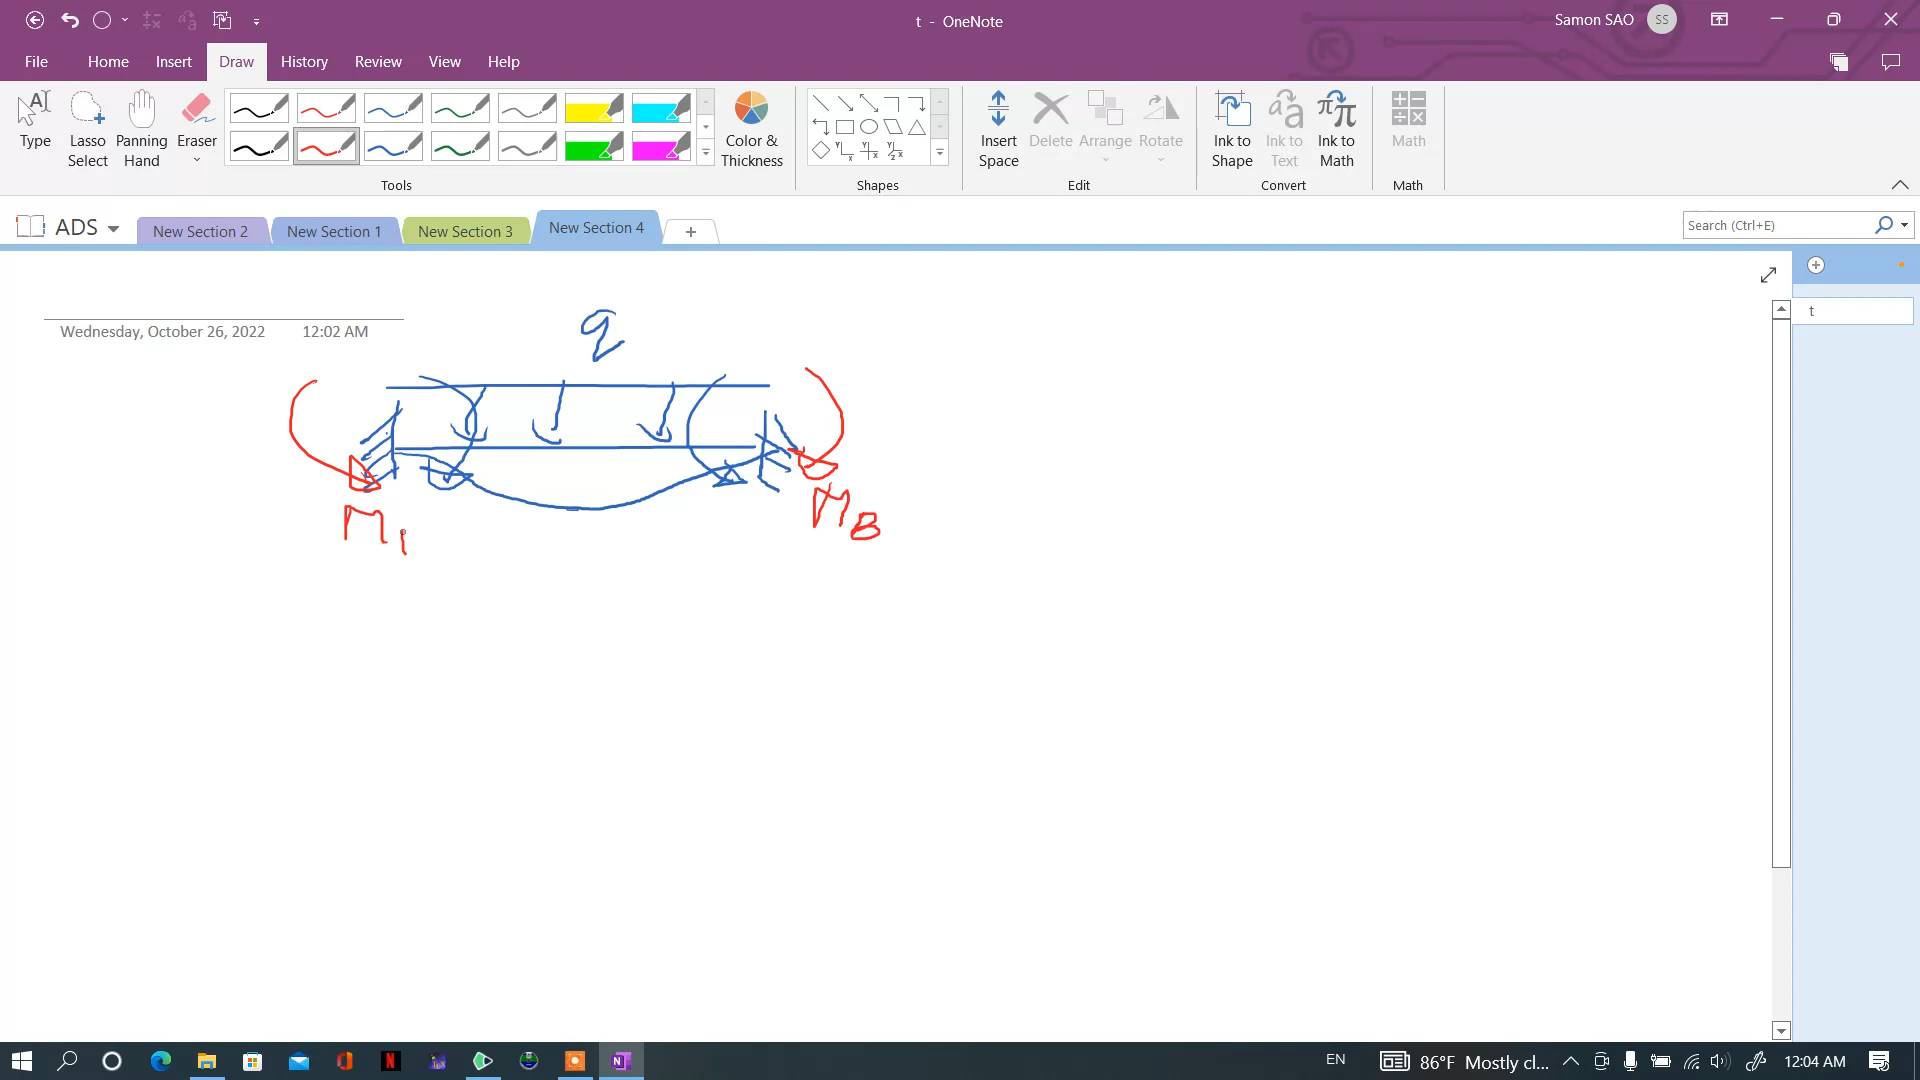 t - OneNote
Samon SAO
SS
File Home Insert Draw History Review View Help
Type
Lasso Select
Panning Hand
Eraser
Color & Thickness
Insert Space
Delete
Arrange
Rotate
Ink to Shape
Ink to Text
Ink to Math
Math
Tools
Shapes
Edit
Convert
Math
ADS
New Section 2
New Section 1
New Section 3
New Section 4
Search (Ctrl+E)
t
Wednesday, October 26, 2022 12:02 AM
q
M
M B
EN
86°F Mostly cl...
12:04 AM